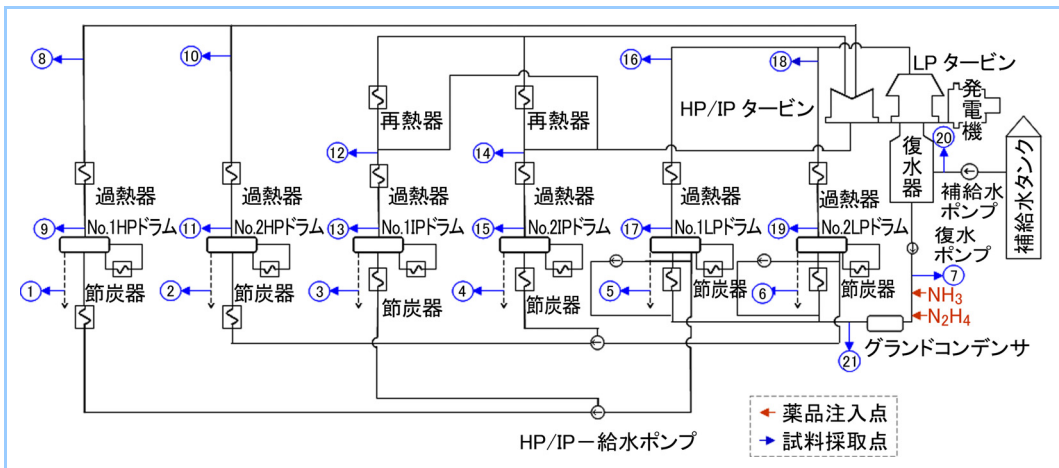 8
10
16
18
LP タービン
発電機
HP/IP タービン
再熱器
再熱器
12
14
20
復水器
補給水ポンプ
補給水タンク
過熱器
過熱器
過熱器
過熱器
過熱器
過熱器
復水ポンプ
9
No.1HPドラム
11
No.2HPドラム
13
No.1IPドラム
15
No.2IPドラム
17
No.1LPドラム
19
No.2LPドラム
7
1
節炭器
2
節炭器
3
節炭器
4
節炭器
5
節炭器
6
節炭器
NH3
N2H4
グランドコンデンサ
21
HP/IP－給水ポンプ
薬品注入点
試料採取点